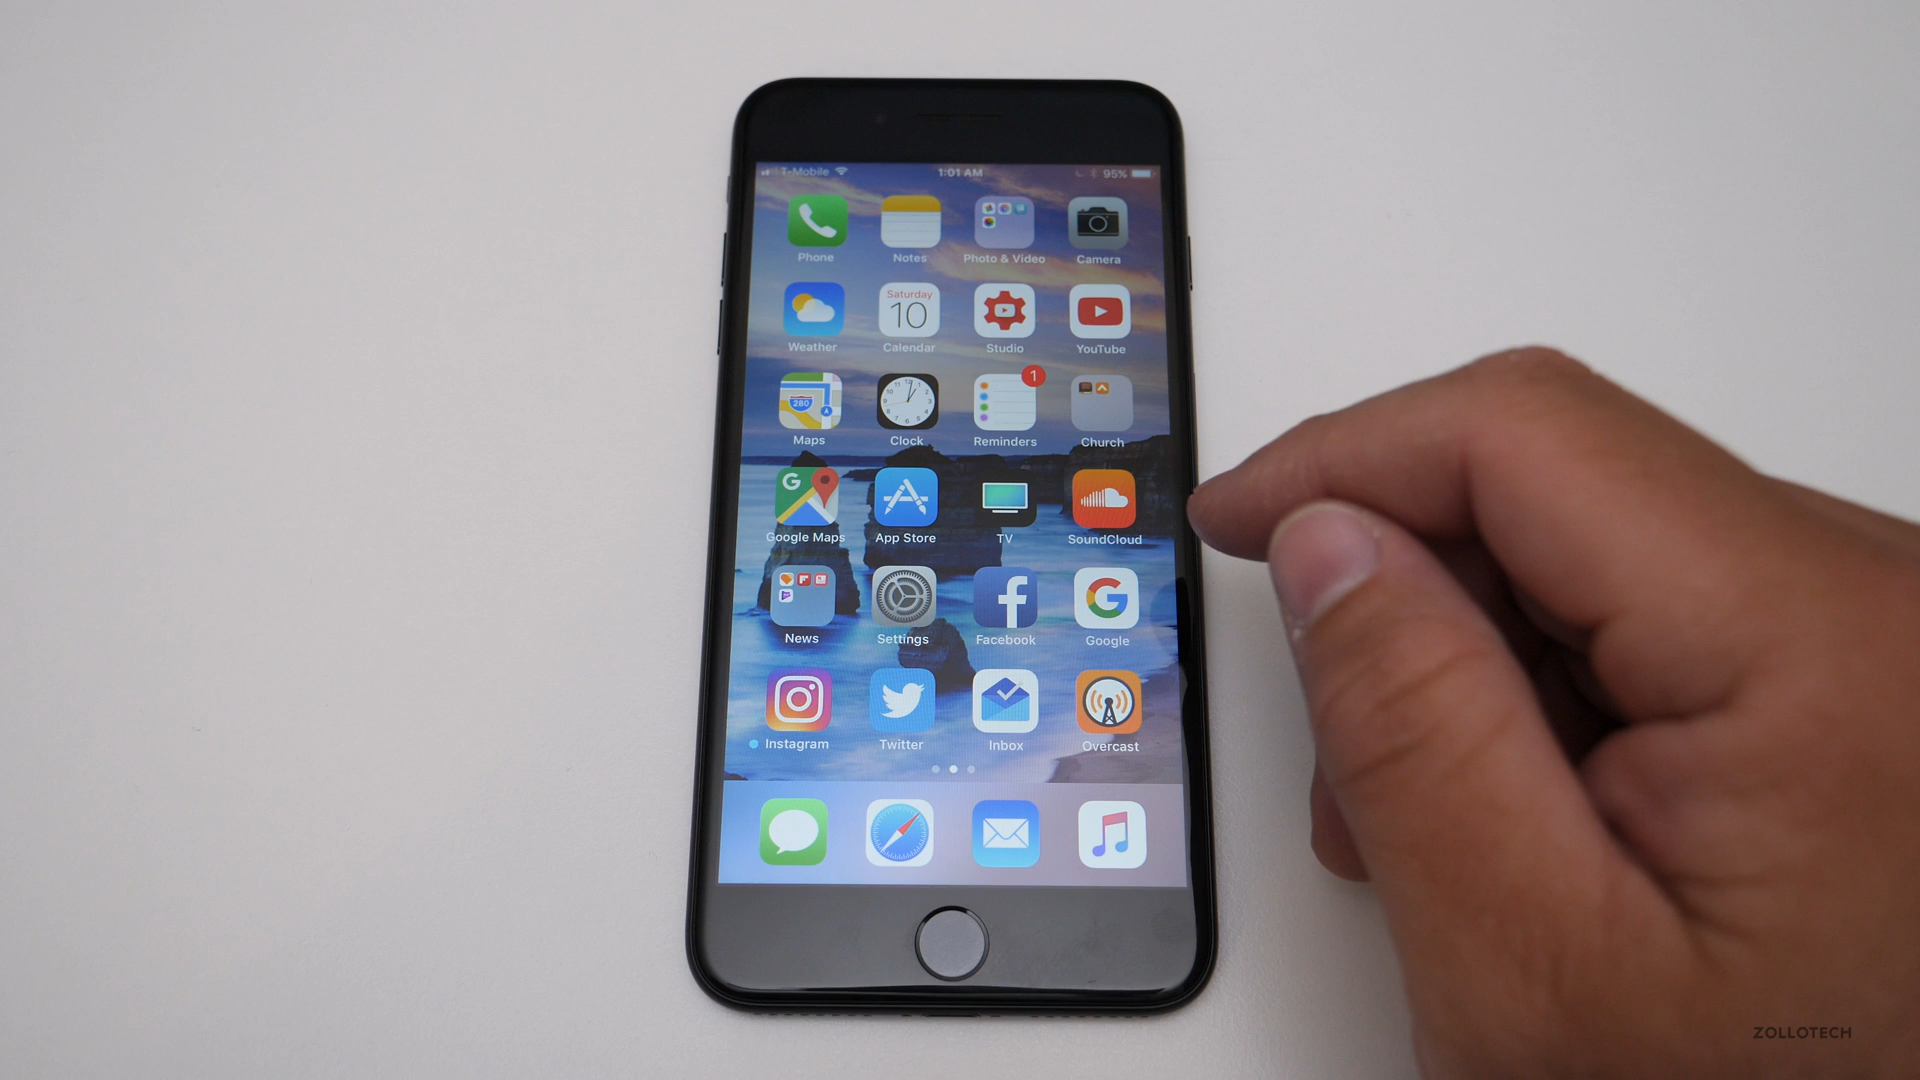 T-Mobile 1:01 AM 95%
Phone Notes Photo & Video Camera
Saturday
10
Weather Calendar Studio YouTube
280
1
Maps Clock Reminders Church
G
Google Maps App Store TV SoundCloud
News Settings Facebook Google
Instagram Twitter Inbox Overcast
ZOLLOTECH